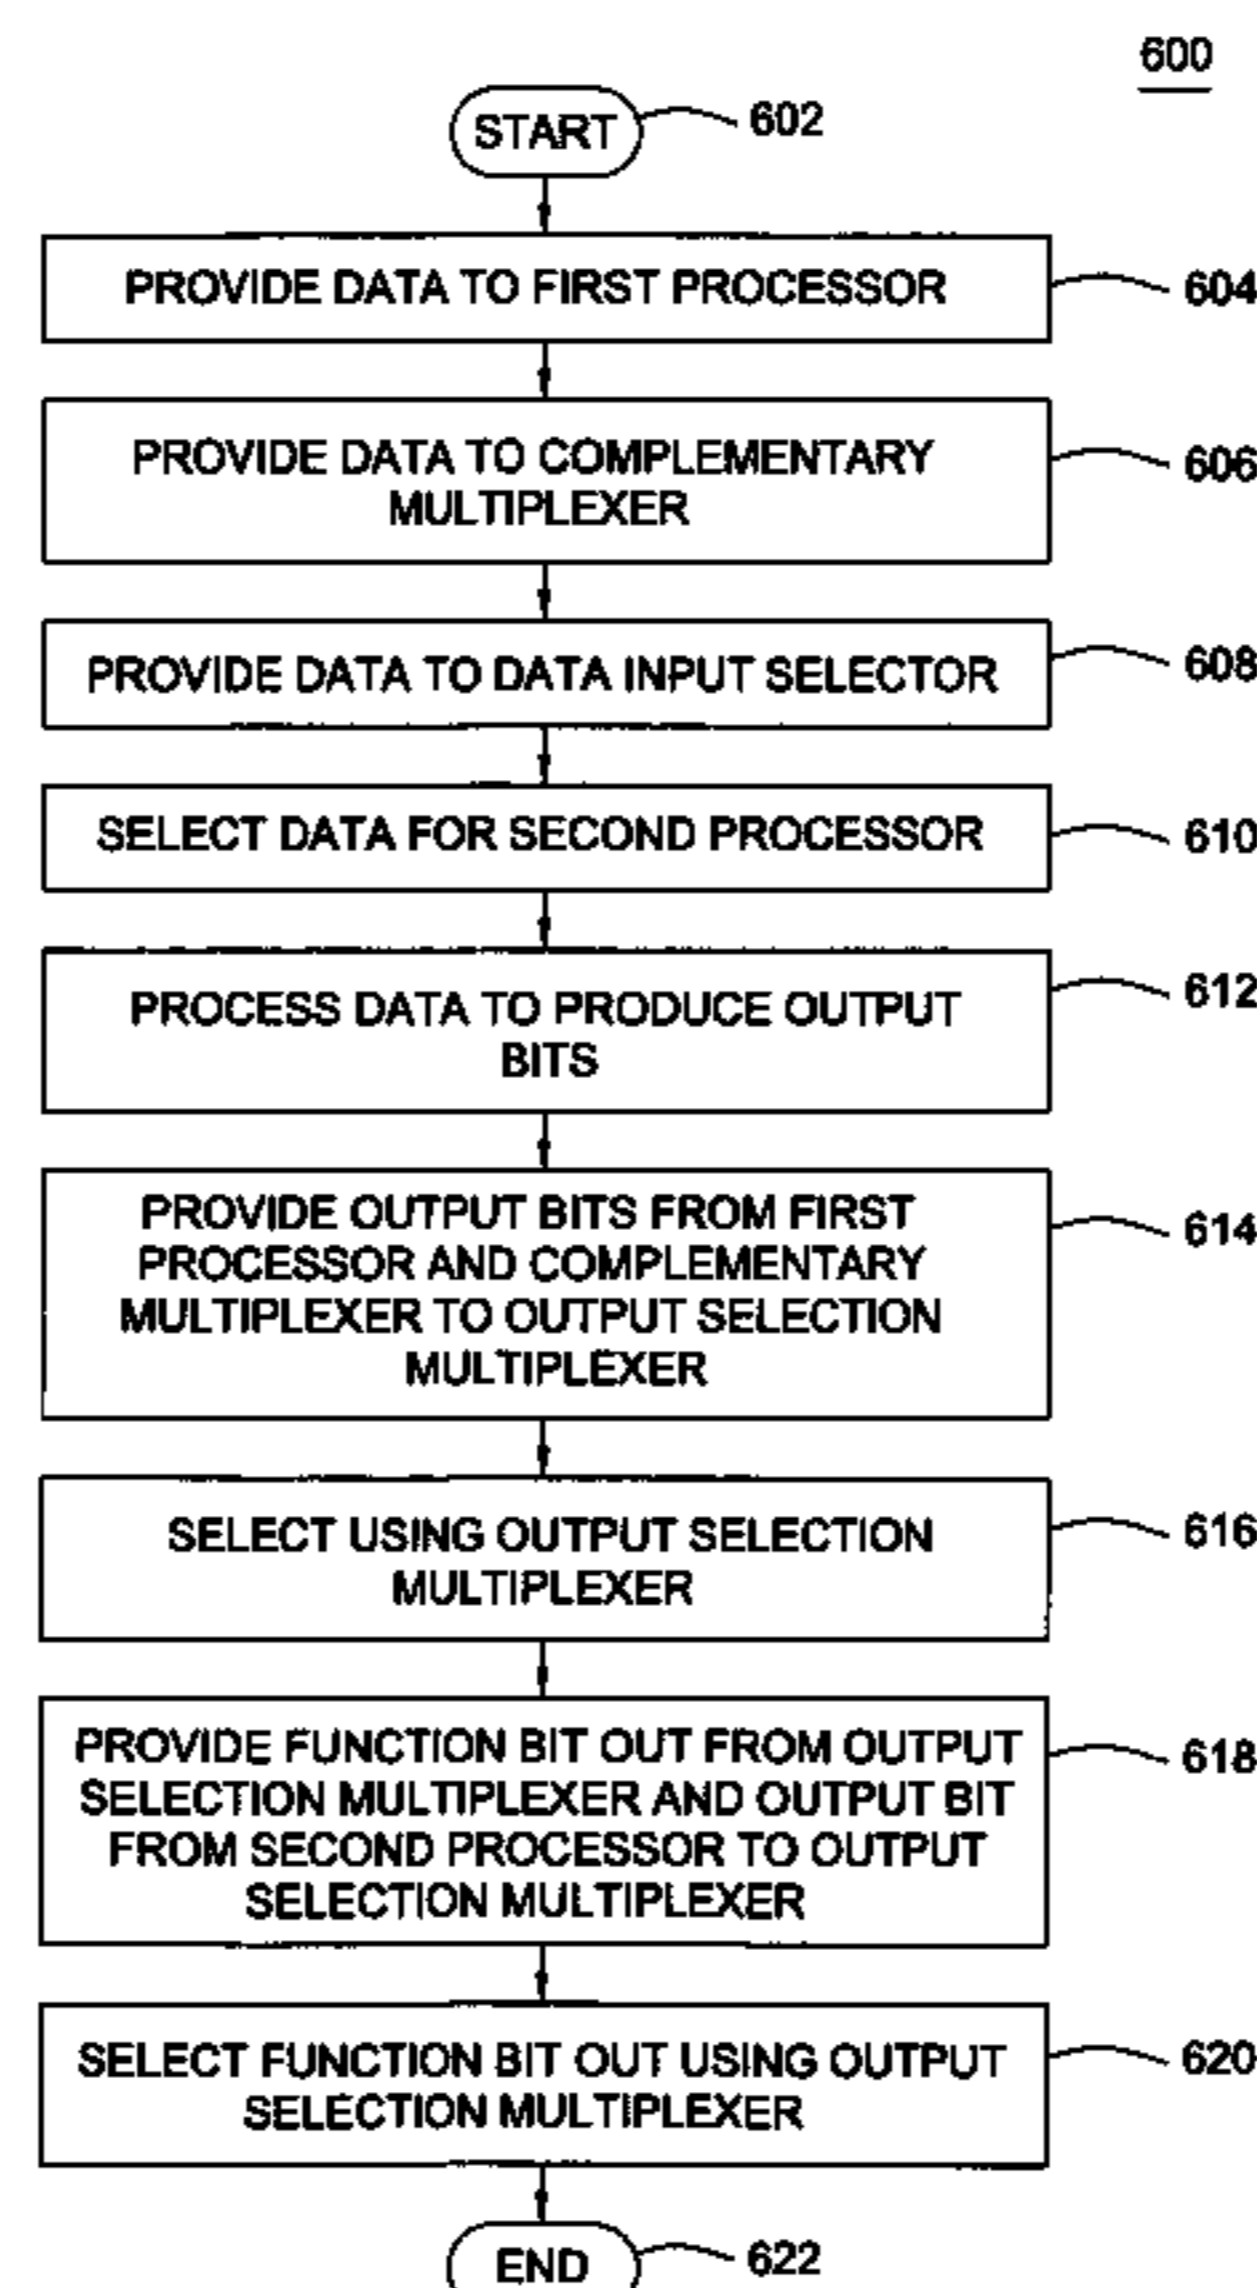 600
START
602
PROVIDE DATA TO FIRST PROCESSOR
604
PROVIDE DATA TO COMPLEMENTARY
MULTIPLEXER
606
PROVIDE DATA TO DATA INPUT SELECTOR
608
SELECT DATA FOR SECOND PROCESSOR
610
PROCESS DATA TO PRODUCE OUTPUT
BITS
612
PROVIDE OUTPUT BITS FROM FIRST
PROCESSOR AND COMPLEMENTARY
MULTIPLEXER TO OUTPUT SELECTION
MULTIPLEXER
614
SELECT USING OUTPUT SELECTION
MULTIPLEXER
616
PROVIDE FUNCTION BIT OUT FROM OUTPUT
SELECTION MULTIPLEXER AND OUTPUT BIT
FROM SECOND PROCESSOR TO OUTPUT
SELECTION MULTIPLEXER
618
SELECT FUNCTION BIT OUT USING OUTPUT
SELECTION MULTIPLEXER
620
END
622